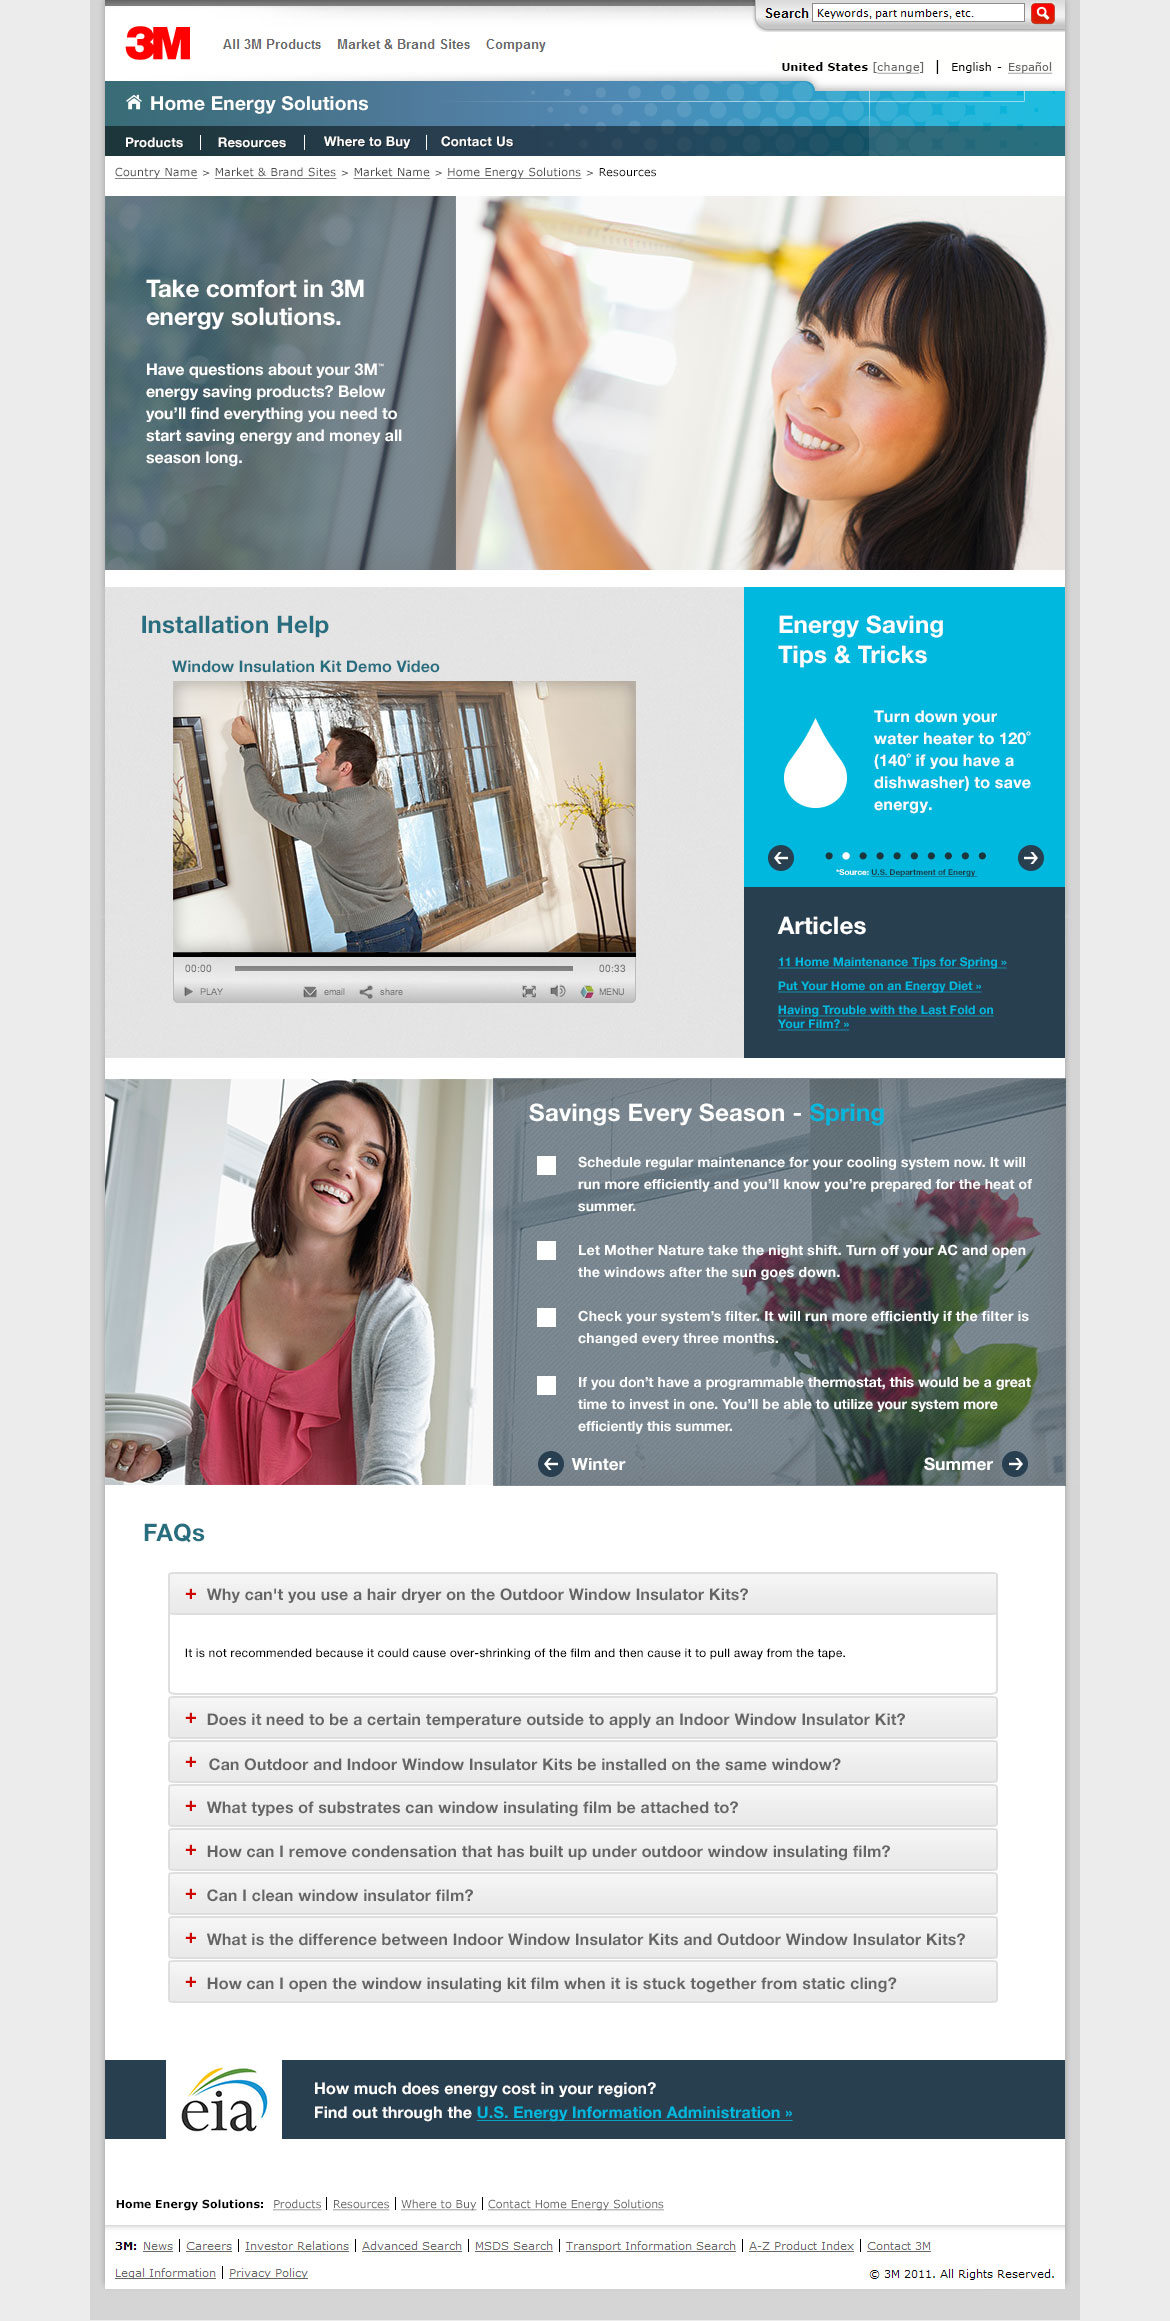 Search Keywords, part numbers, etc.
3M All 3M Products Market & Brand Sites Company
United States [change] | English - Español
Home Energy Solutions
Products | Resources | Where to Buy | Contact Us
Country Name > Market & Brand Sites > Market Name > Home Energy Solutions > Resources
Take comfort in 3M
energy solutions.
Have questions about your 3M™
energy saving products? Below
you'll find everything you need to
start saving energy and money all
season long.
Installation Help
Window Insulation Kit Demo Video
00:00 00:33
PLAY email share MENU
Energy Saving
Tips & Tricks
Turn down your
water heater to 120°
(140° if you have a
dishwasher) to save
energy.
*Source: U.S. Department of Energy
Articles
11 Home Maintenance Tips for Spring »
Put Your Home on an Energy Diet »
Having Trouble with the Last Fold on
Your Film? »
Savings Every Season - Spring
Schedule regular maintenance for your cooling system now. It will
run more efficiently and you'll know you're prepared for the heat of
summer.
Let Mother Nature take the night shift. Turn off your AC and open
the windows after the sun goes down.
Check your system's filter. It will run more efficiently if the filter is
changed every three months.
If you don't have a programmable thermostat, this would be a great
time to invest in one. You'll be able to utilize your system more
efficiently this summer.
Winter Summer
FAQs
+ Why can't you use a hair dryer on the Outdoor Window Insulator Kits?
It is not recommended because it could cause over-shrinking of the film and then cause it to pull away from the tape.
+ Does it need to be a certain temperature outside to apply an Indoor Window Insulator Kit?
+ Can Outdoor and Indoor Window Insulator Kits be installed on the same window?
+ What types of substrates can window insulating film be attached to?
+ How can I remove condensation that has built up under outdoor window insulating film?
+ Can I clean window insulator film?
+ What is the difference between Indoor Window Insulator Kits and Outdoor Window Insulator Kits?
+ How can I open the window insulating kit film when it is stuck together from static cling?
eia
How much does energy cost in your region?
Find out through the U.S. Energy Information Administration »
Home Energy Solutions: Products | Resources | Where to Buy | Contact Home Energy Solutions
3M: News | Careers | Investor Relations | Advanced Search | MSDS Search | Transport Information Search | A-Z Product Index | Contact 3M
Legal Information | Privacy Policy
© 3M 2011. All Rights Reserved.